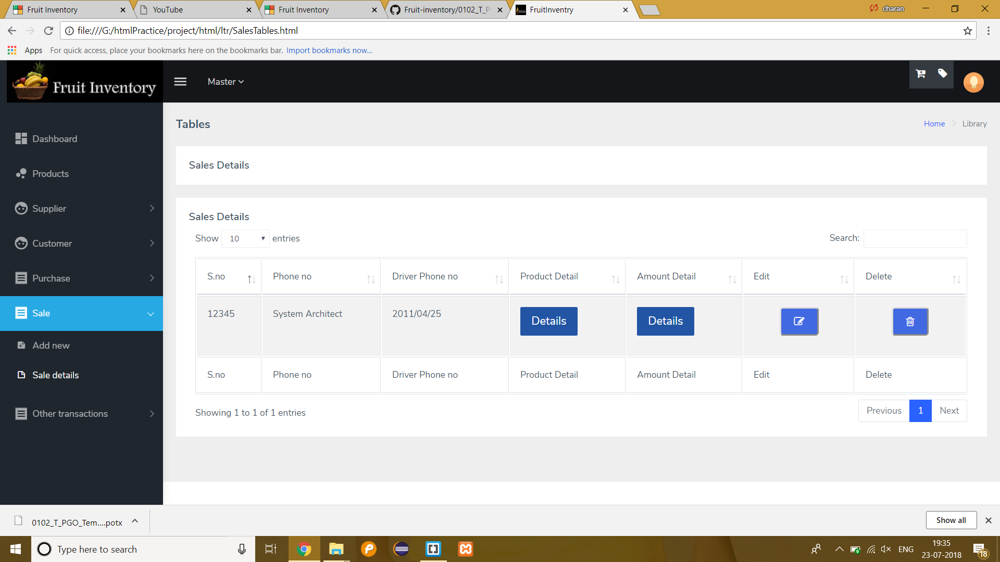 Fruit Inventory
YouTube
Fruit Inventory
Fruit-inventory/0102_T_P
FruitInventry
charan
file:///G:/htmlPractice/project/html/ltr/SalesTables.html
Apps
For quick access, place your bookmarks here on the bookmarks bar. Import bookmarks now...
Fruit Inventory
Master
Tables
Home
Library
Dashboard
Products
Supplier
Customer
Purchase
Sale
Add new
Sale details
Other transactions
Sales Details
Sales Details
Show 10 entries
Search:
S.no Phone no Driver Phone no Product Detail Amount Detail Edit Delete
12345 System Architect 2011/04/25 Details Details
S.no Phone no Driver Phone no Product Detail Amount Detail Edit Delete
Showing 1 to 1 of 1 entries
Previous 1 Next
0102_T_PGO_Tem....potx
Show all
Type here to search
ENG
19:35
23-07-2018
18